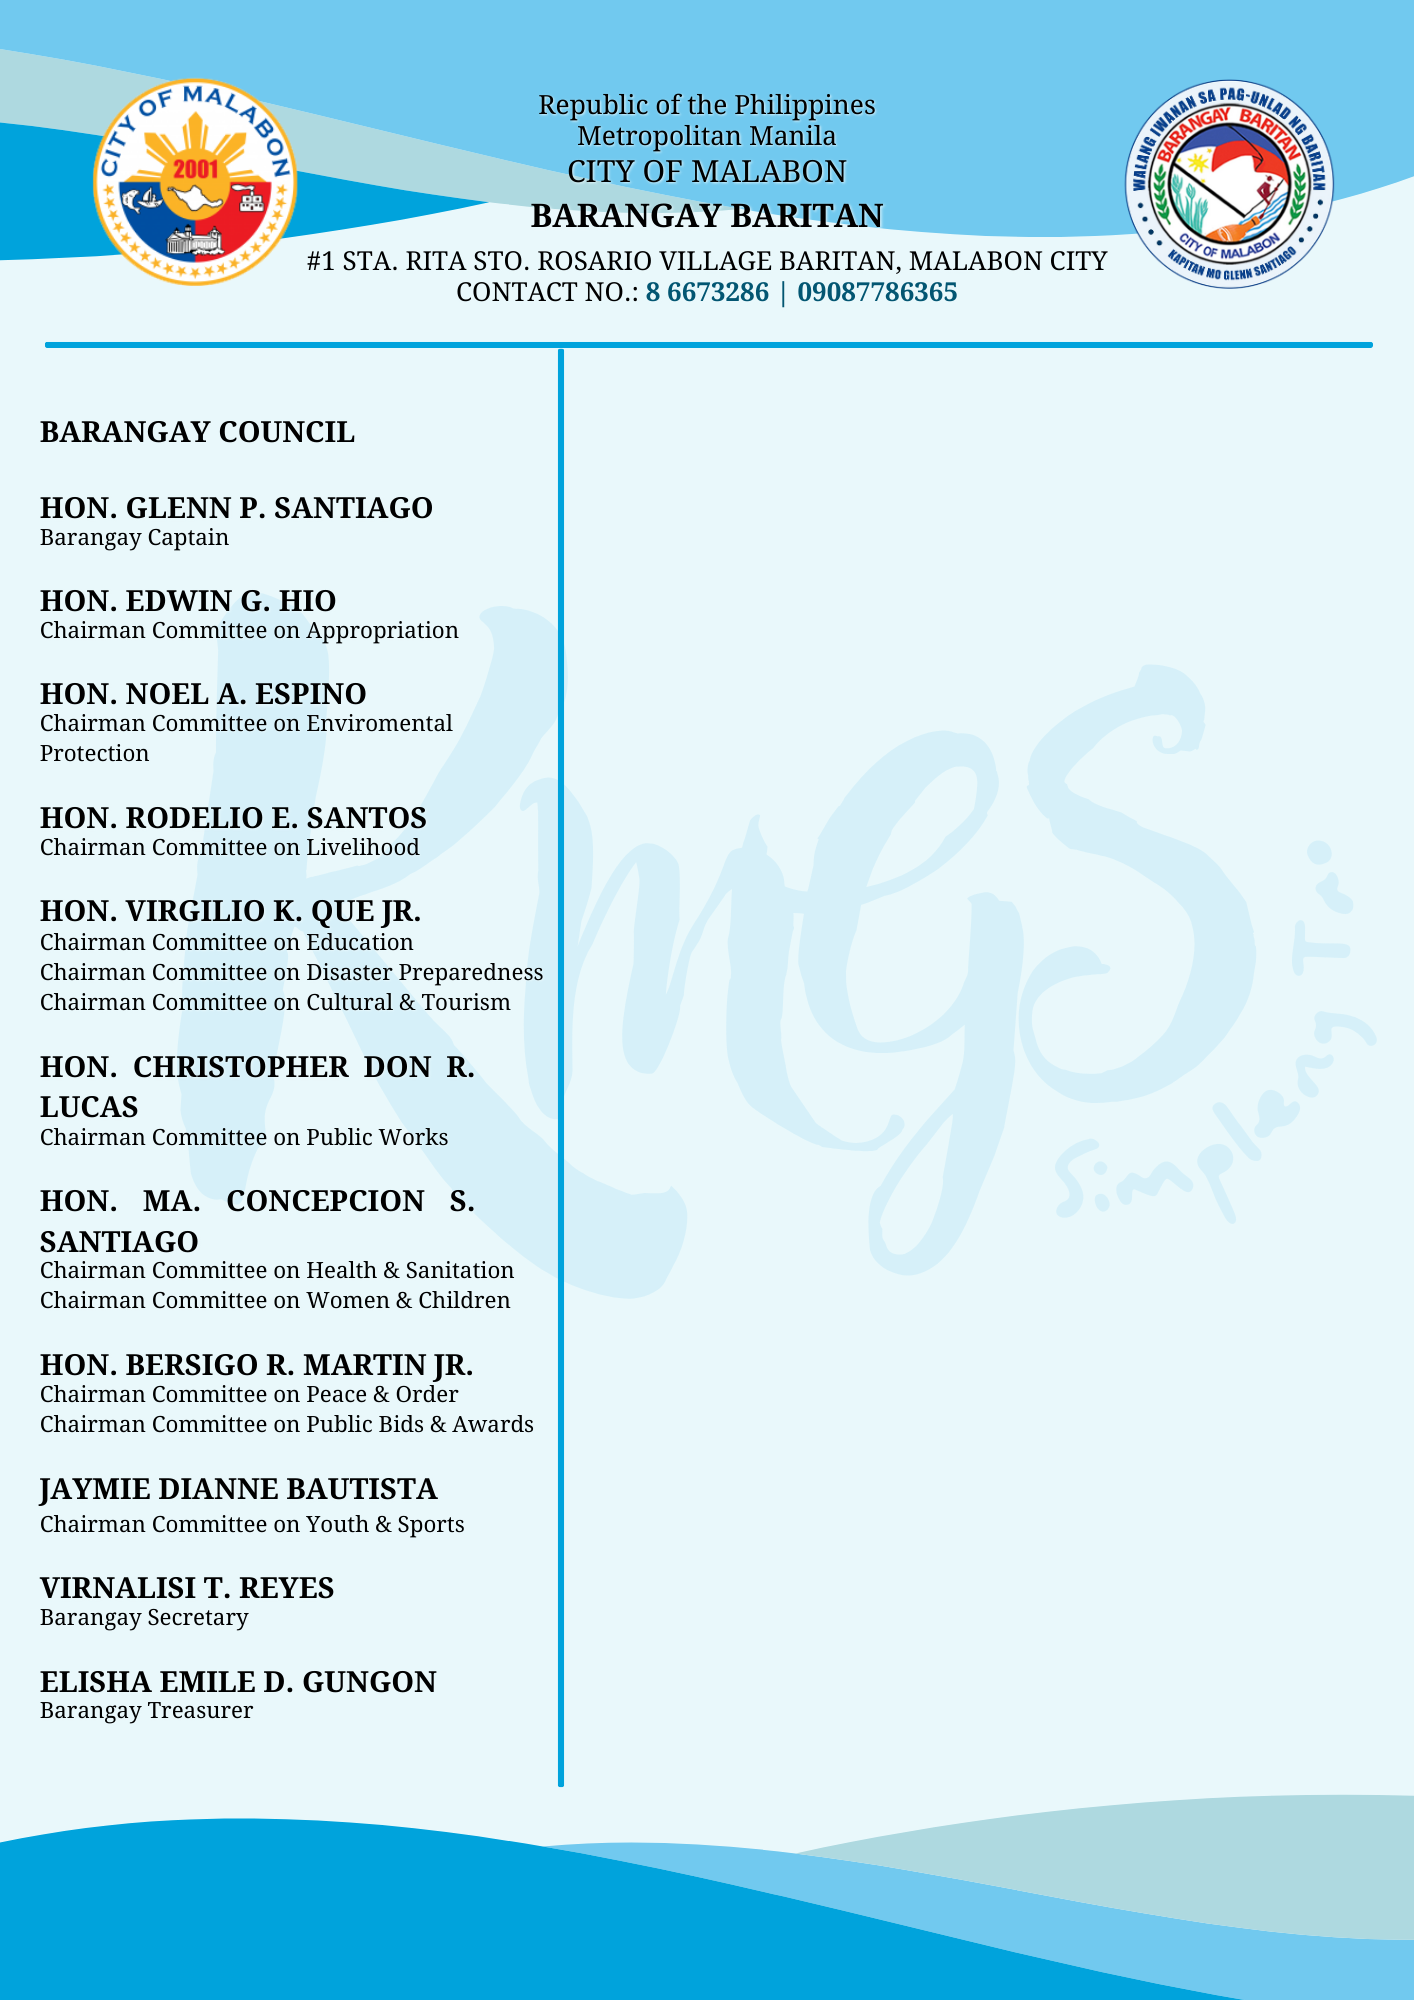 CITY OF MALABON
2001
Republic of the Philippines
Metropolitan Manila
CITY OF MALABON
BARANGAY BARITAN
#1 STA. RITA STO. ROSARIO VILLAGE BARITAN, MALABON CITY
CONTACT NO.: 8 6673286 | 09087786365
WALANG IWANAN SA PAG-UNLAD NG BARITAN
BARANGAY BARITAN
CITY OF MALABON
KAPITAN MO GLENN SANTIAGO
BARANGAY COUNCIL
HON. GLENN P. SANTIAGO
Barangay Captain
HON. EDWIN G. HIO
Chairman Committee on Appropriation
HON. NOEL A. ESPINO
Chairman Committee on Enviromental
Protection
HON. RODELIO E. SANTOS
Chairman Committee on Livelihood
HON. VIRGILIO K. QUE JR.
Chairman Committee on Education
Chairman Committee on Disaster Preparedness
Chairman Committee on Cultural & Tourism
HON. CHRISTOPHER DON R.
LUCAS
Chairman Committee on Public Works
HON. MA. CONCEPCION S.
SANTIAGO
Chairman Committee on Health & Sanitation
Chairman Committee on Women & Children
HON. BERSIGO R. MARTIN JR.
Chairman Committee on Peace & Order
Chairman Committee on Public Bids & Awards
JAYMIE DIANNE BAUTISTA
Chairman Committee on Youth & Sports
VIRNALISI T. REYES
Barangay Secretary
ELISHA EMILE D. GUNGON
Barangay Treasurer
KmGS
Simpleng Tao